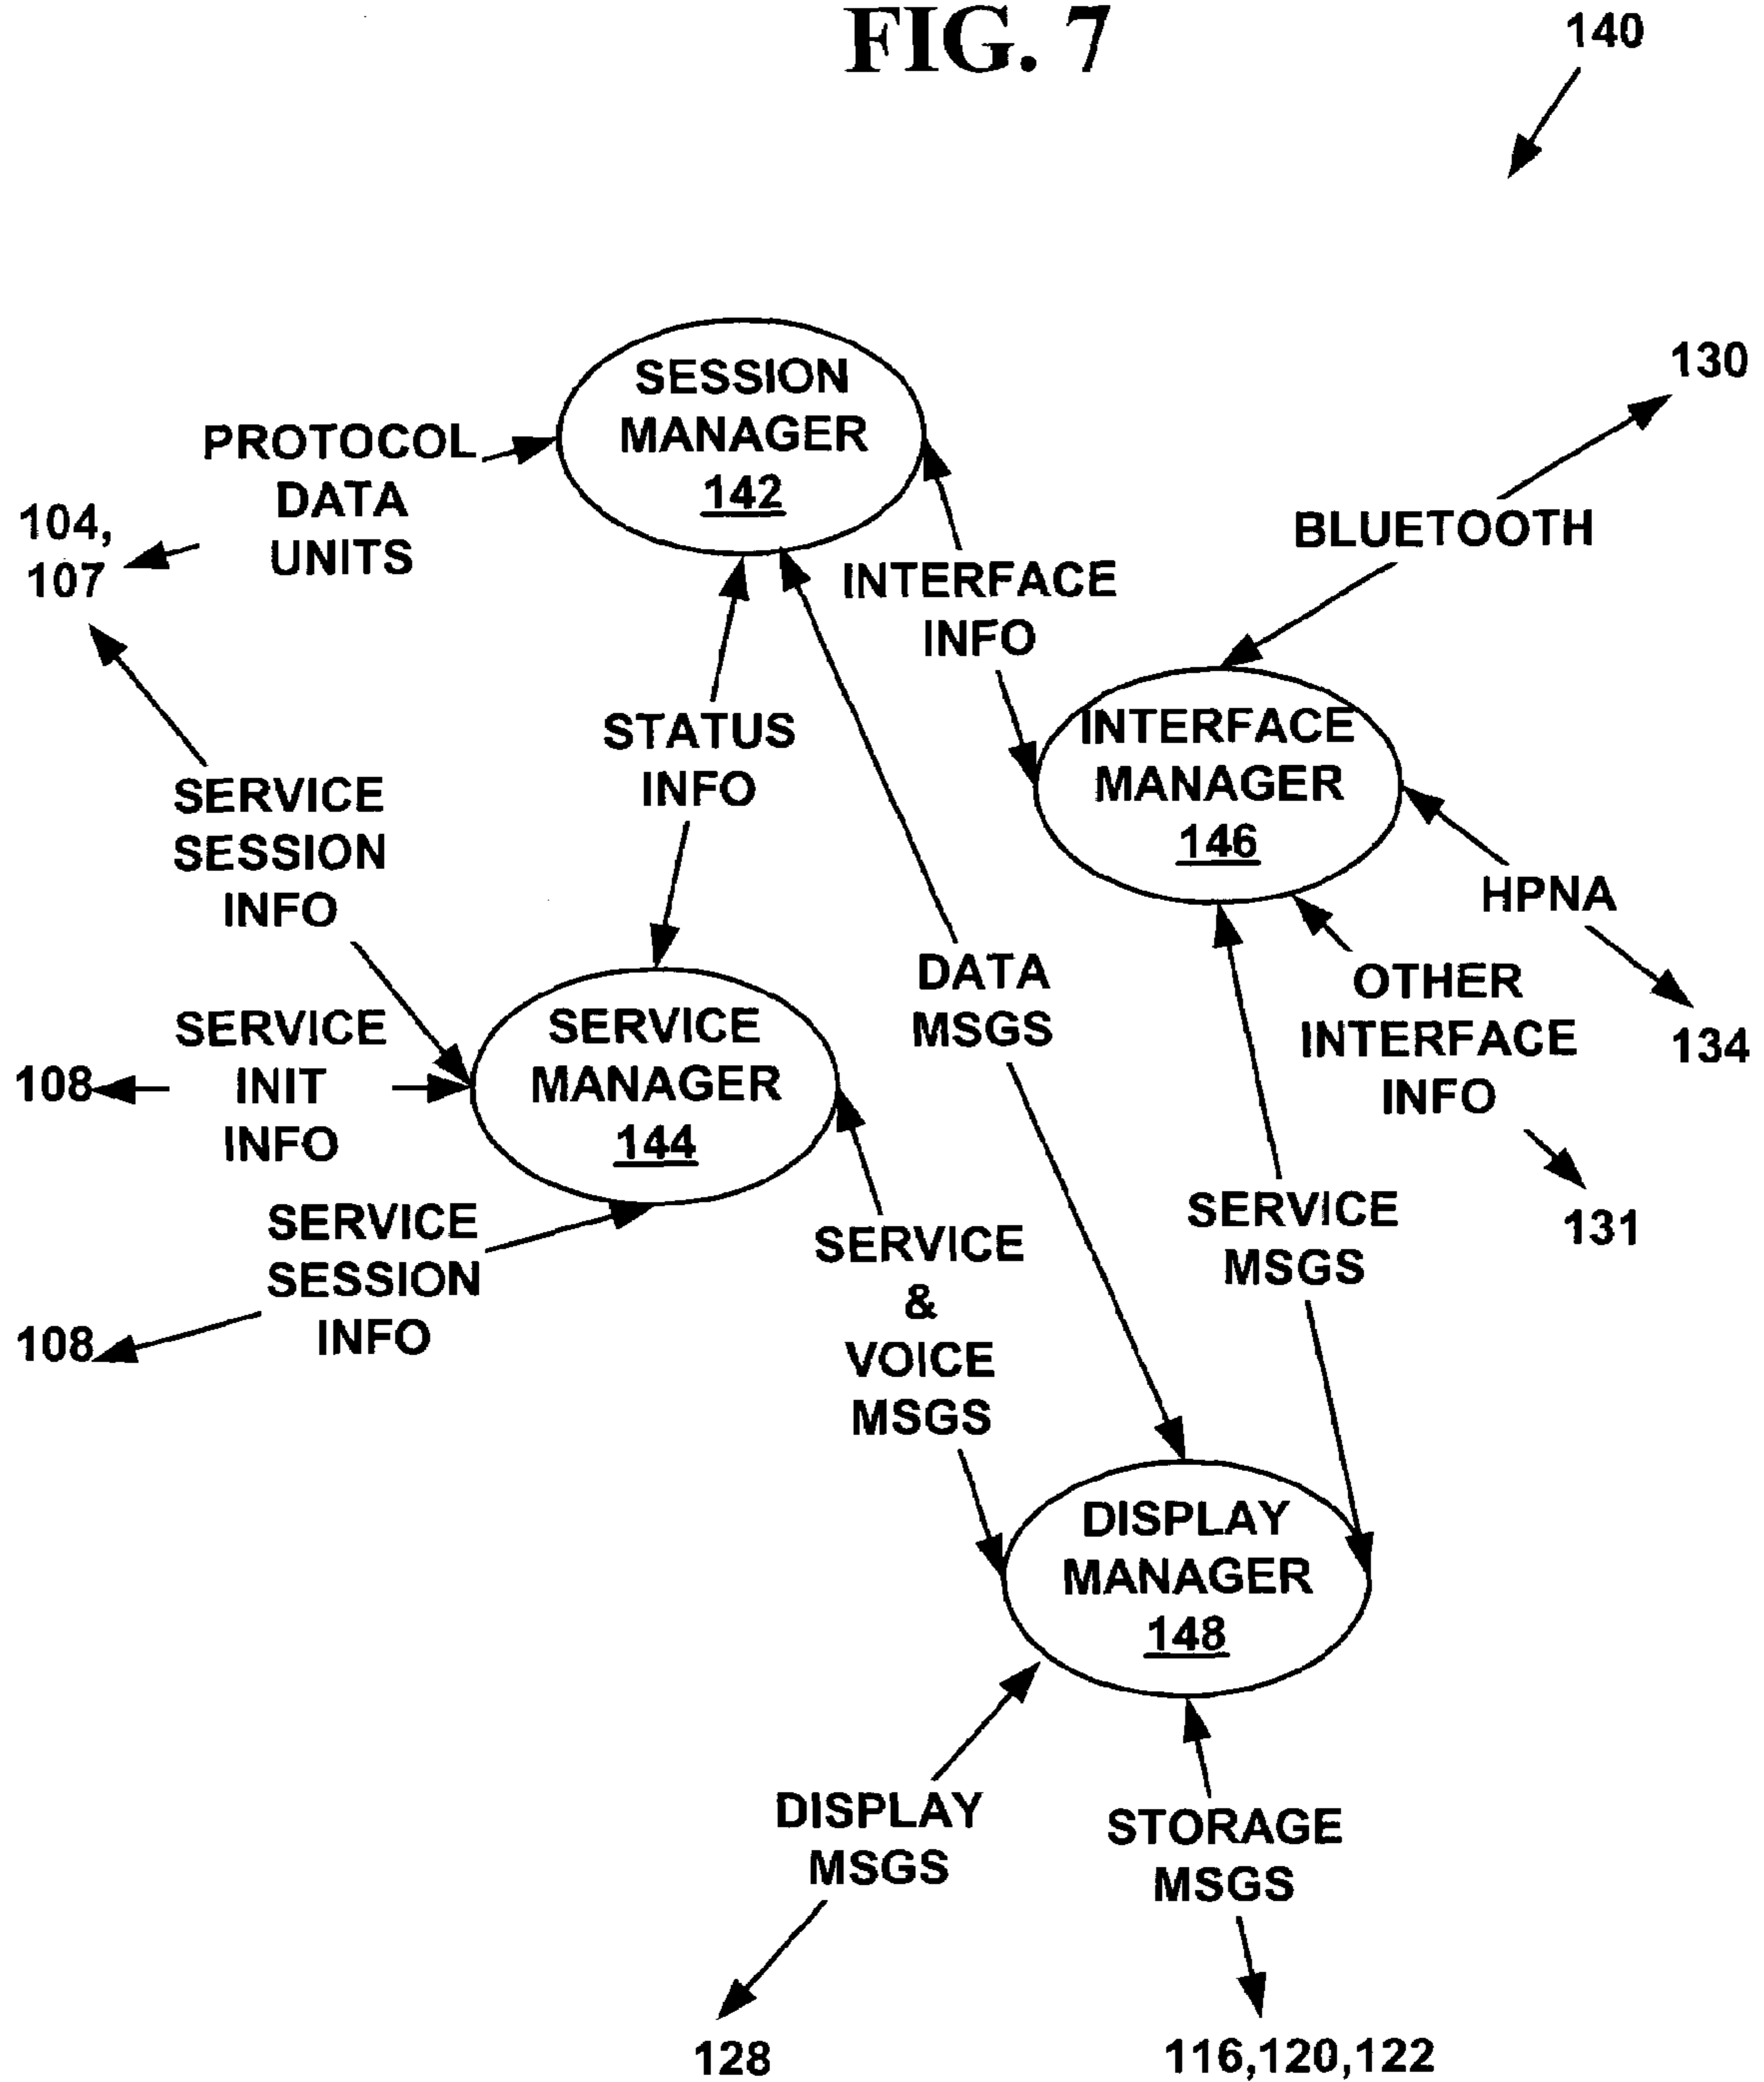 FIG. 7
140
SESSION
MANAGER
142
130
PROTOCOL
DATA
UNITS
104,
107
BLUETOOTH
INTERFACE
INFO
STATUS
INFO
INTERFACE
MANAGER
146
SERVICE
SESSION
INFO
HPNA
134
DATA
MSGS
OTHER
INTERFACE
INFO
131
SERVICE
MANAGER
144
108
SERVICE
INIT
INFO
SERVICE
SESSION
INFO
108
SERVICE
&
VOICE
MSGS
SERVICE
MSGS
DISPLAY
MANAGER
148
DISPLAY
MSGS
STORAGE
MSGS
128
116,120,122